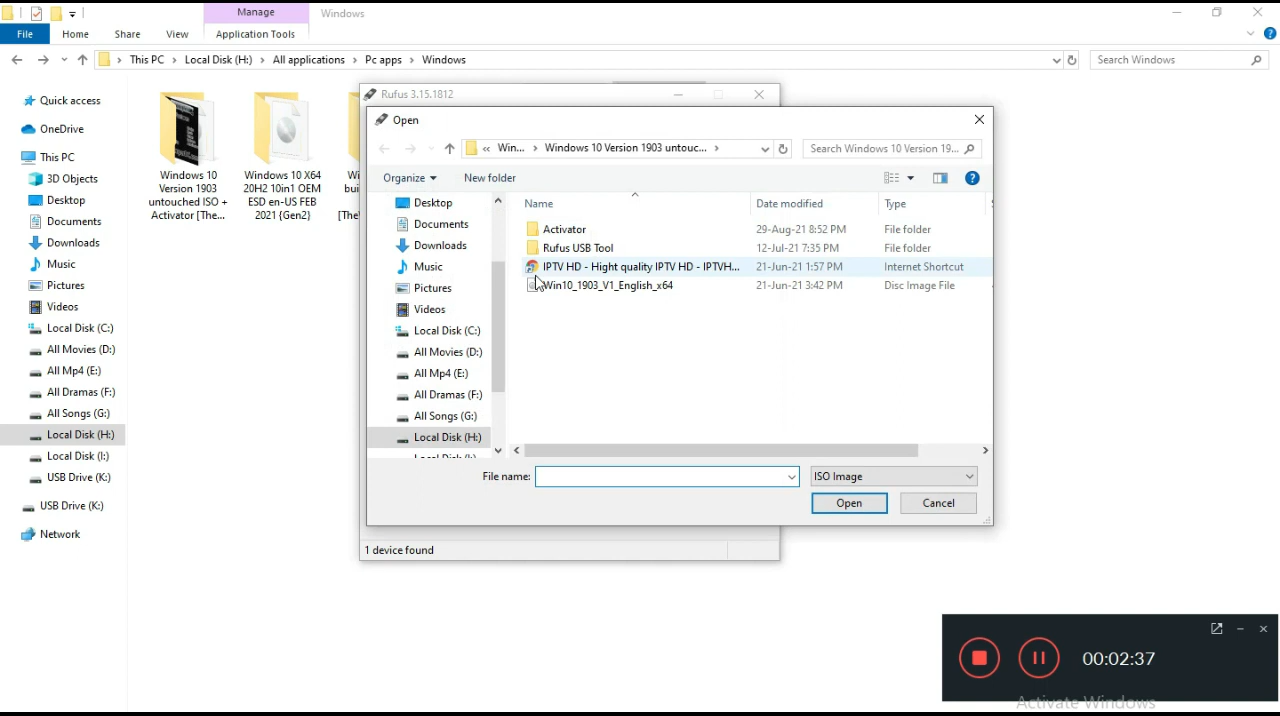 Manage
Windows
File
Home
Share
View
Application Tools
This PC > Local Disk (H:) > All applications > Pc apps > Windows
Search Windows
Quick access
OneDrive
This PC
3D Objects
Desktop
Documents
Downloads
Music
Pictures
Videos
Local Disk (C:)
All Movies (D:)
All Mp4 (E:)
All Dramas (F:)
All Songs (G:)
Local Disk (H:)
Local Disk (I:)
USB Drive (K:)
USB Drive (K:)
Network
Windows 10
Version 1903
untouched ISO +
Activator [The...
Windows 10 X64
20H2 10in1 OEM
ESD en-US FEB
2021 {Gen2}
Wi
bui
[The
Rufus 3.15.1812
Open
« Win... > Windows 10 Version 1903 untouc... >
Search Windows 10 Version 19...
Organize
New folder
Desktop
Documents
Downloads
Music
Pictures
Videos
Local Disk (C:)
All Movies (D:)
All Mp4 (E:)
All Dramas (F:)
All Songs (G:)
Local Disk (H:)
Name
Date modified
Type
Activator
29-Aug-21 8:52 PM
File folder
Rufus USB Tool
12-Jul-21 7:35 PM
File folder
IPTV HD - Hight quality IPTV HD - IPTVH...
21-Jun-21 1:57 PM
Internet Shortcut
Win10_1903_V1_English_x64
21-Jun-21 3:42 PM
Disc Image File
File name:
ISO Image
Open
Cancel
1 device found
00:02:37
Activate Windows